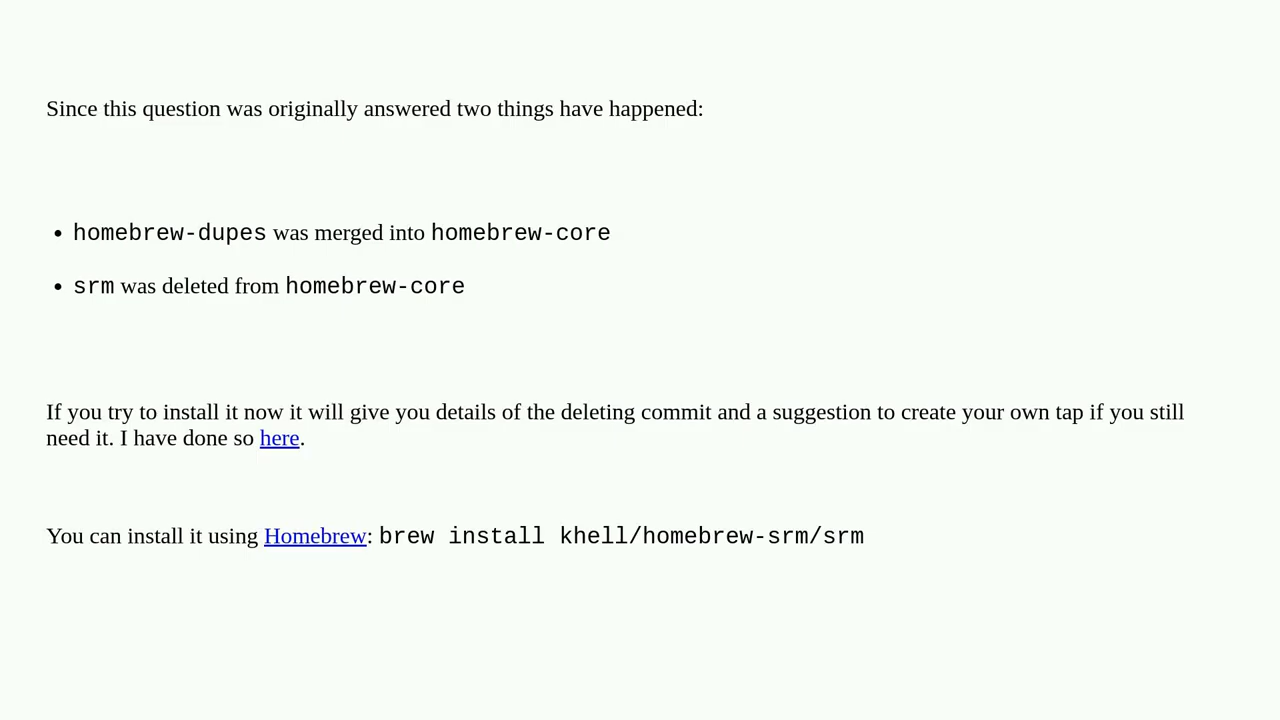 Since this question was originally answered two things have happened:
• homebrew-dupes was merged into homebrew-core
• srm was deleted from homebrew-core
If you try to install it now it will give you details of the deleting commit and a suggestion to create your own tap if you still
need it. I have done so here.
You can install it using Homebrew: brew install khell/homebrew-srm/srm